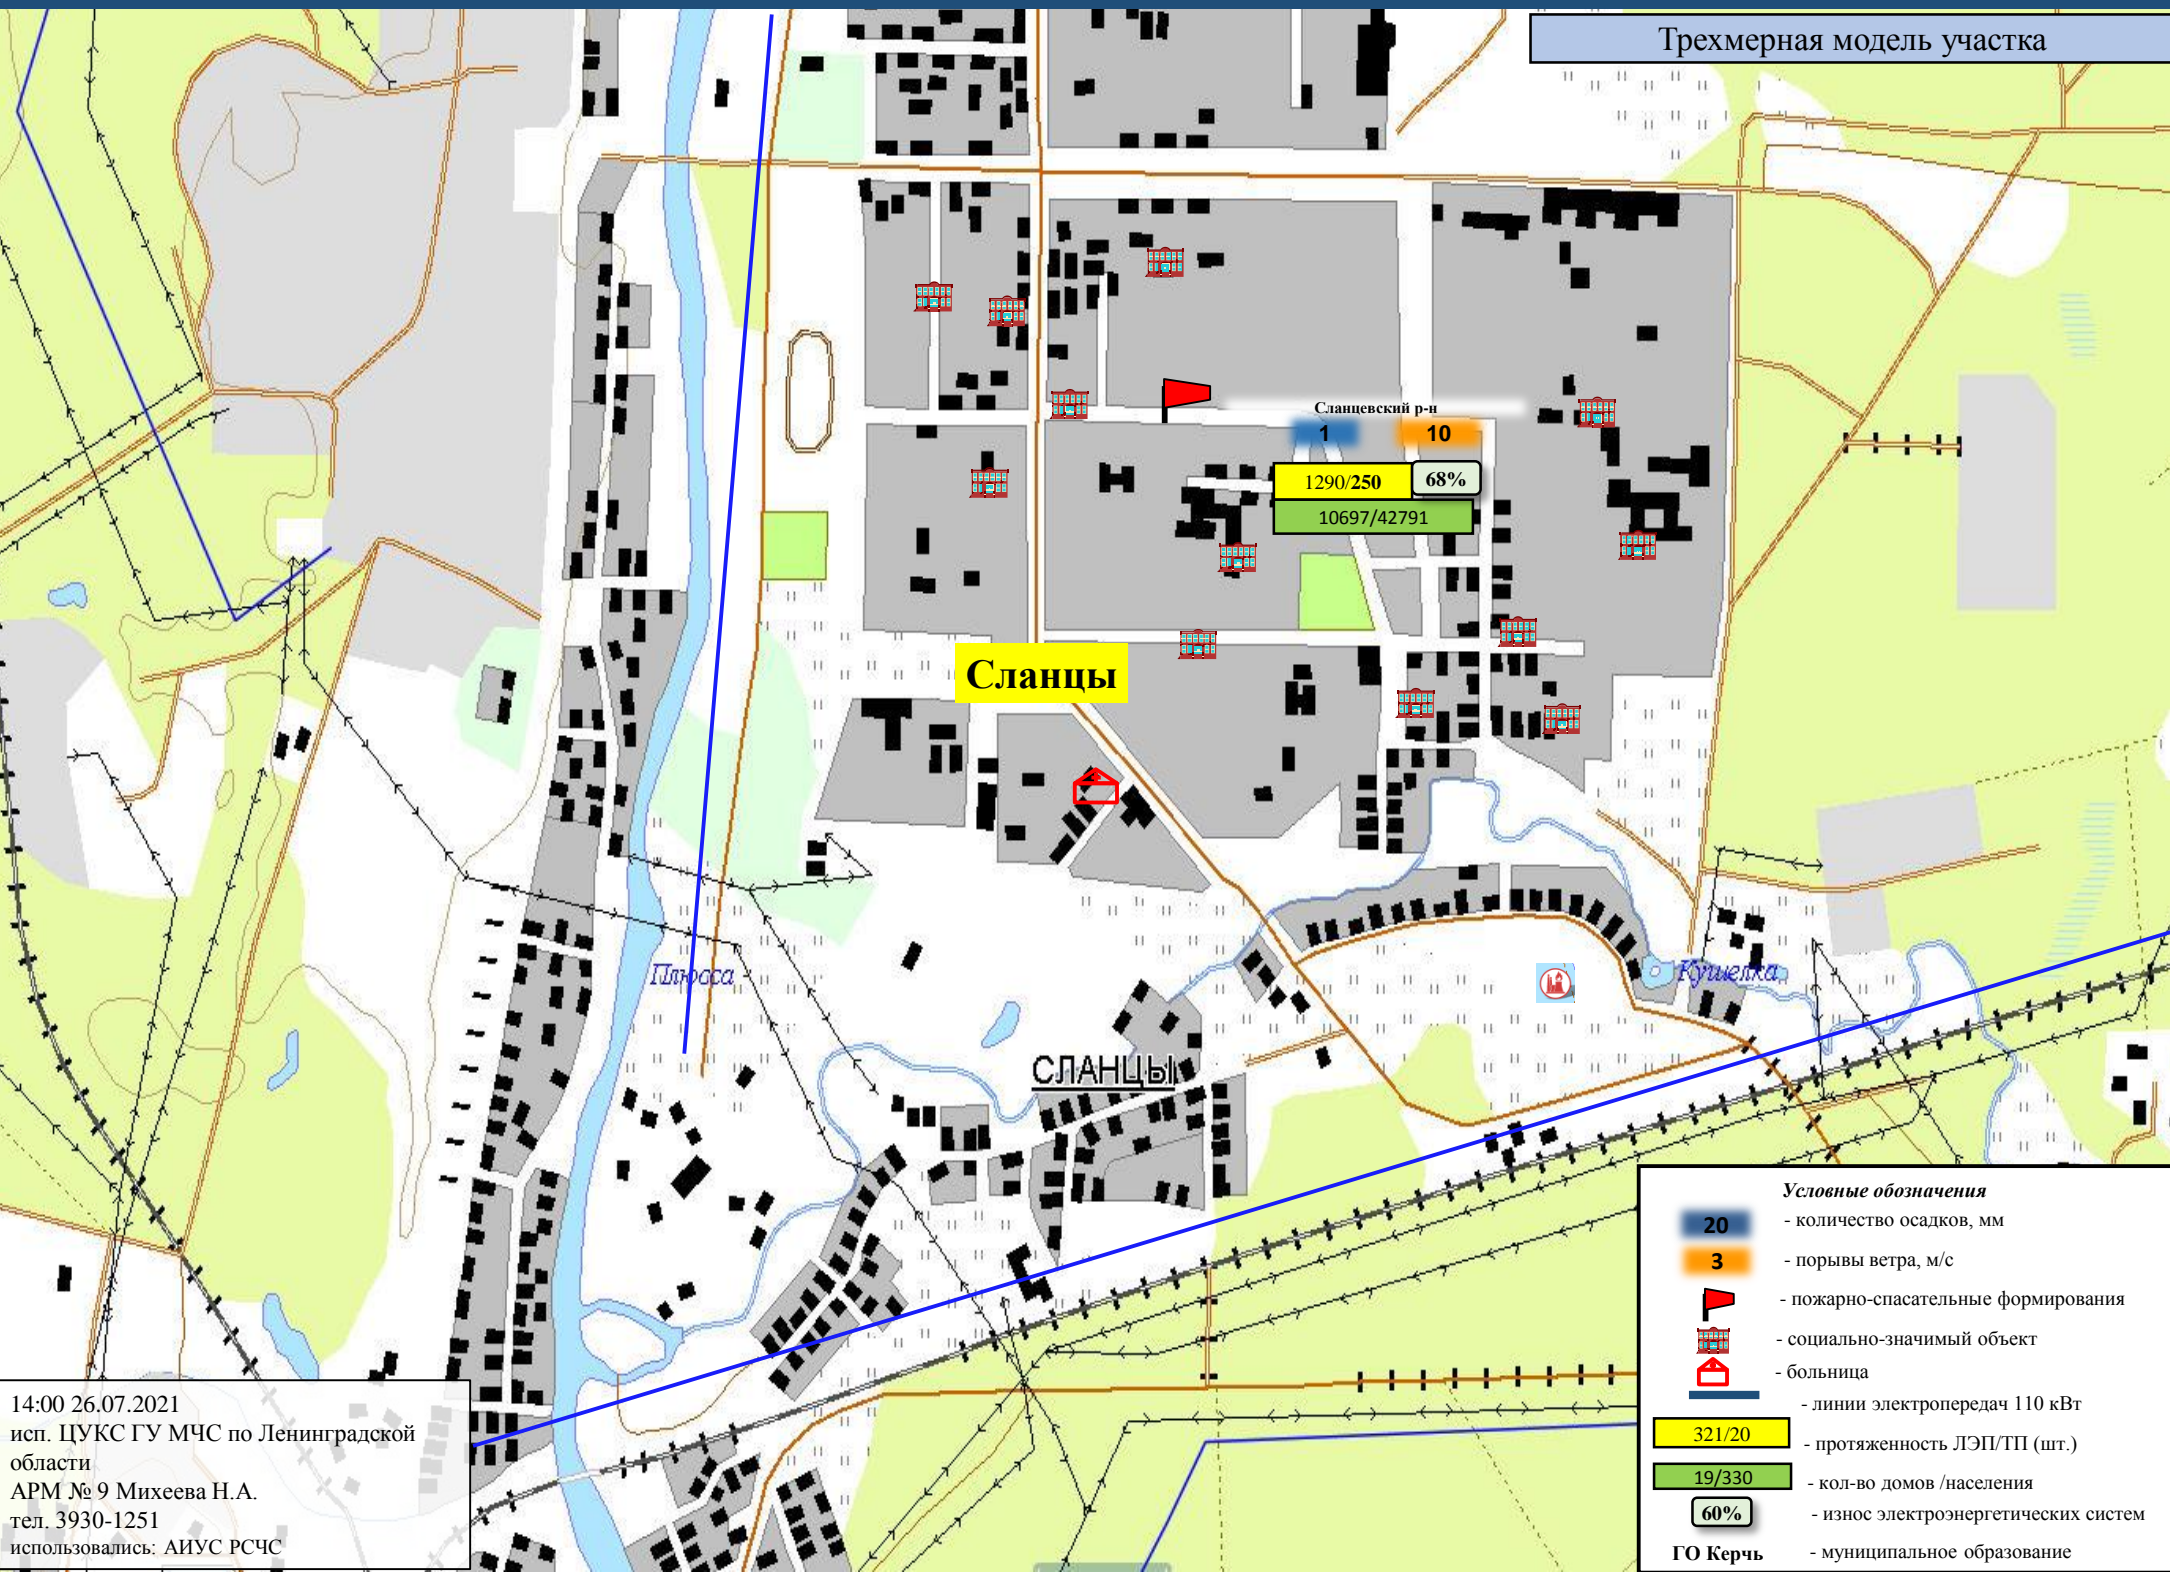 Трехмерная модель участка
Сланцевский р-н
1
10
1290/250
68%
10697/42791
Сланцы
Плюсса
Кушелка
СЛАНЦЫ
14:00 26.07.2021
исп. ЦУКС ГУ МЧС по Ленинградской
области
АРМ № 9 Михеева Н.А.
тел. 3930-1251
использовались: АИУС РСЧС
Условные обозначения
20 - количество осадков, мм
3 - порывы ветра, м/с
- пожарно-спасательные формирования
- социально-значимый объект
- больница
- линии электропередач 110 кВт
321/20 - протяженность ЛЭП/ТП (шт.)
19/330 - кол-во домов /населения
60% - износ электроэнергетических систем
ГО Керчь - муниципальное образование